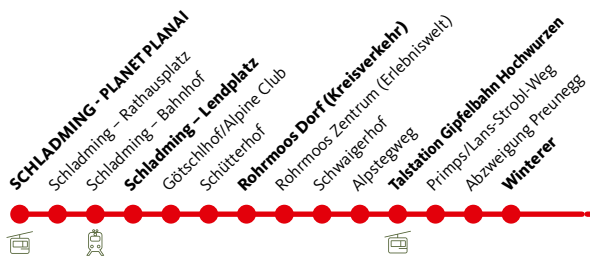 SCHLADMING - PLANET PLANAI
Schladming – Rathausplatz
Schladming – Bahnhof
Schladming – Lendplatz
Götschlhof/Alpine Club
Schütterhof
Rohrmoos Dorf (Kreisverkehr)
Rohrmoos Zentrum (Erlebniswelt)
Schwaigerhof
Alpstegweg
Talstation Gipfelbahn Hochwurzen
Primps/Lans-Strobl-Weg
Abzweigung Preunegg
Winterer